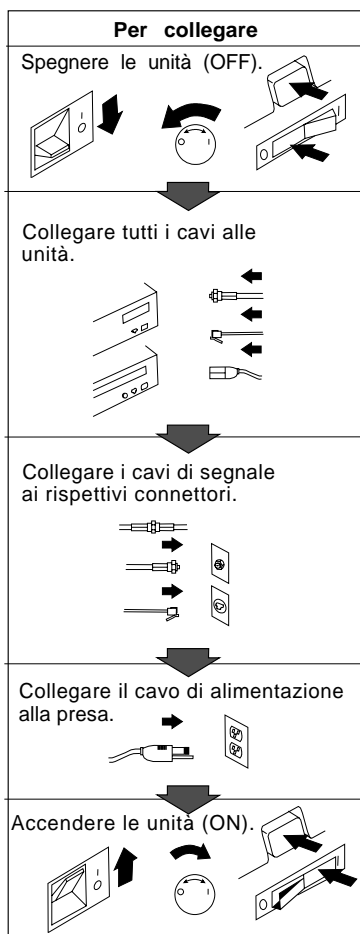 Per collegare
Spegnere le unità (OFF).
Collegare tutti i cavi alle
unità.
Collegare i cavi di segnale
ai rispettivi connettori.
Collegare il cavo di alimentazione
alla presa.
Accendere le unità (ON).